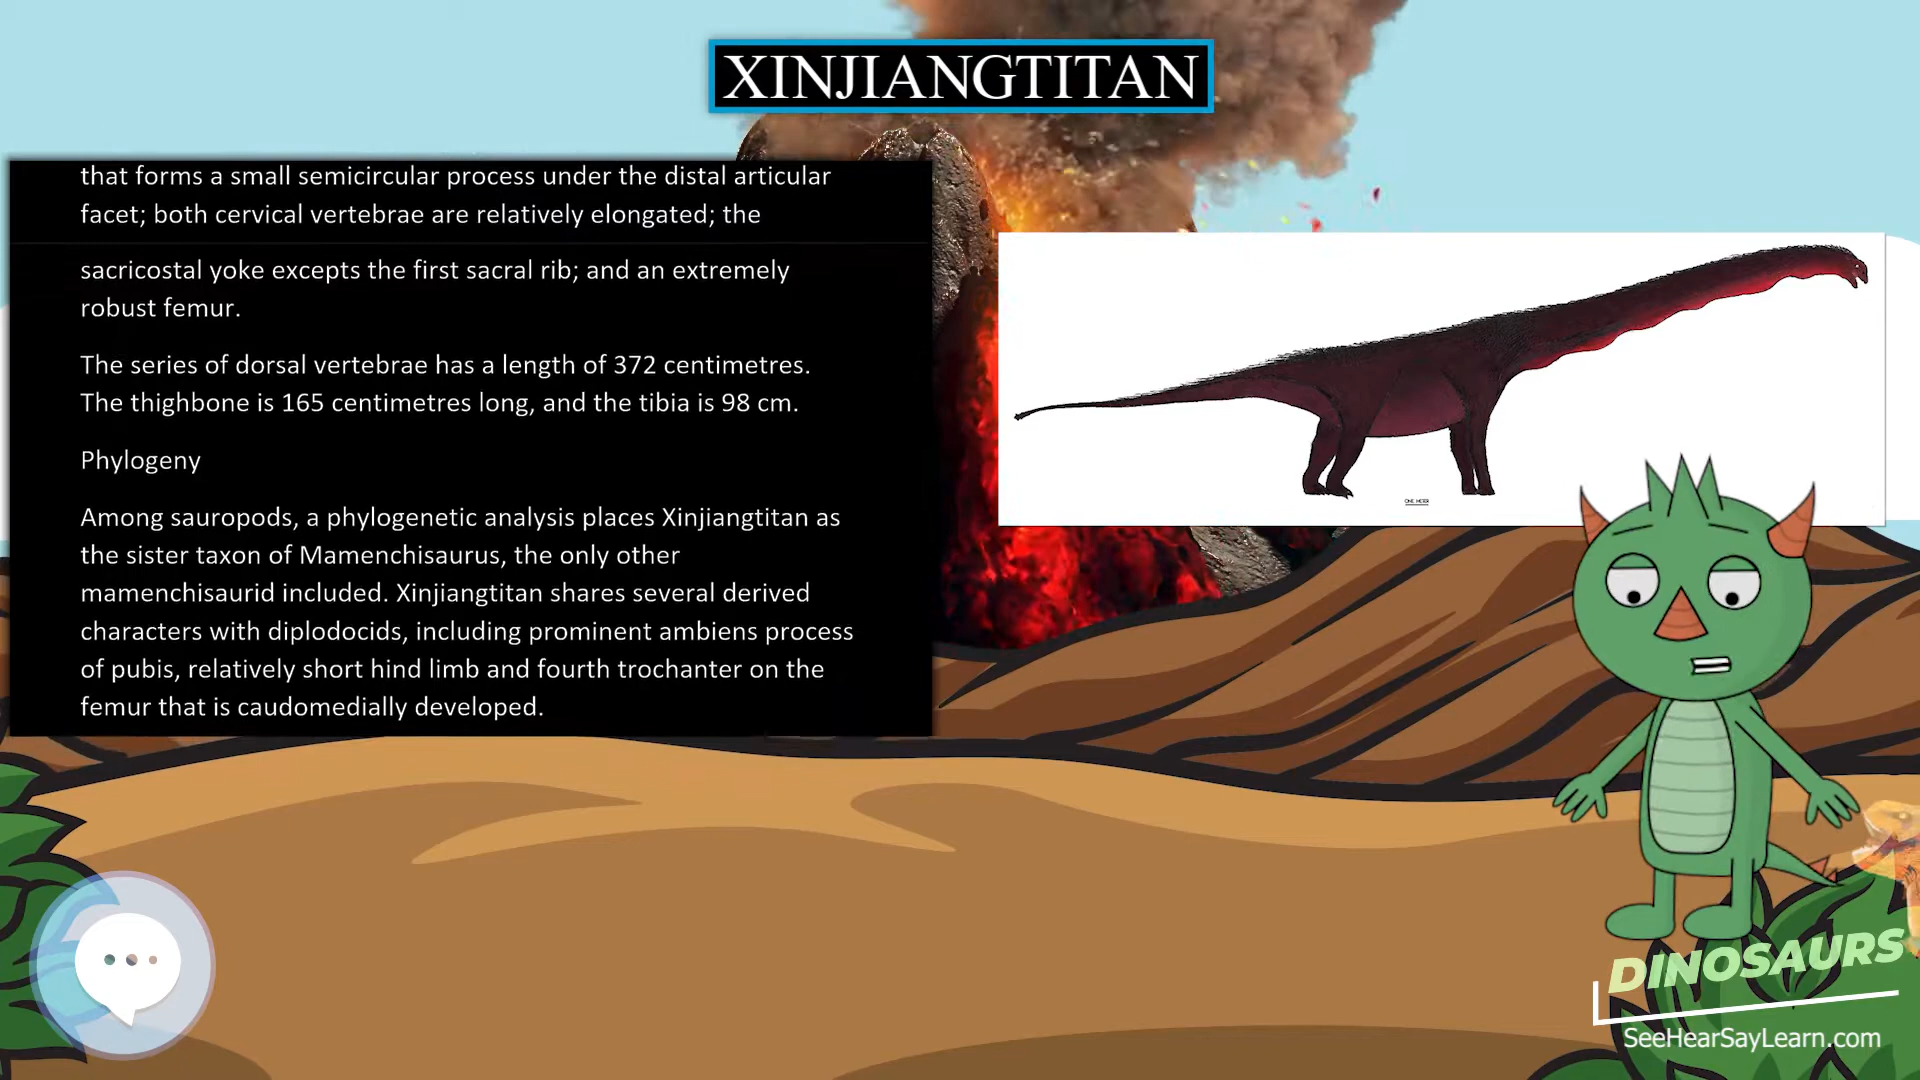 XINJIANGTITAN
that forms a small semicircular process under the distal articular
facet; both cervical vertebrae are relatively elongated; the
sacricostal yoke excepts the first sacral rib; and an extremely
robust femur.
The series of dorsal vertebrae has a length of 372 centimetres.
The thighbone is 165 centimetres long, and the tibia is 98 cm.
Phylogeny
Among sauropods, a phylogenetic analysis places Xinjiangtitan as
the sister taxon of Mamenchisaurus, the only other
mamenchisaurid included. Xinjiangtitan shares several derived
characters with diplodocids, including prominent ambiens process
of pubis, relatively short hind limb and fourth trochanter on the
femur that is caudomedially developed.
DINOSAURS
SeeHearSayLearn.com